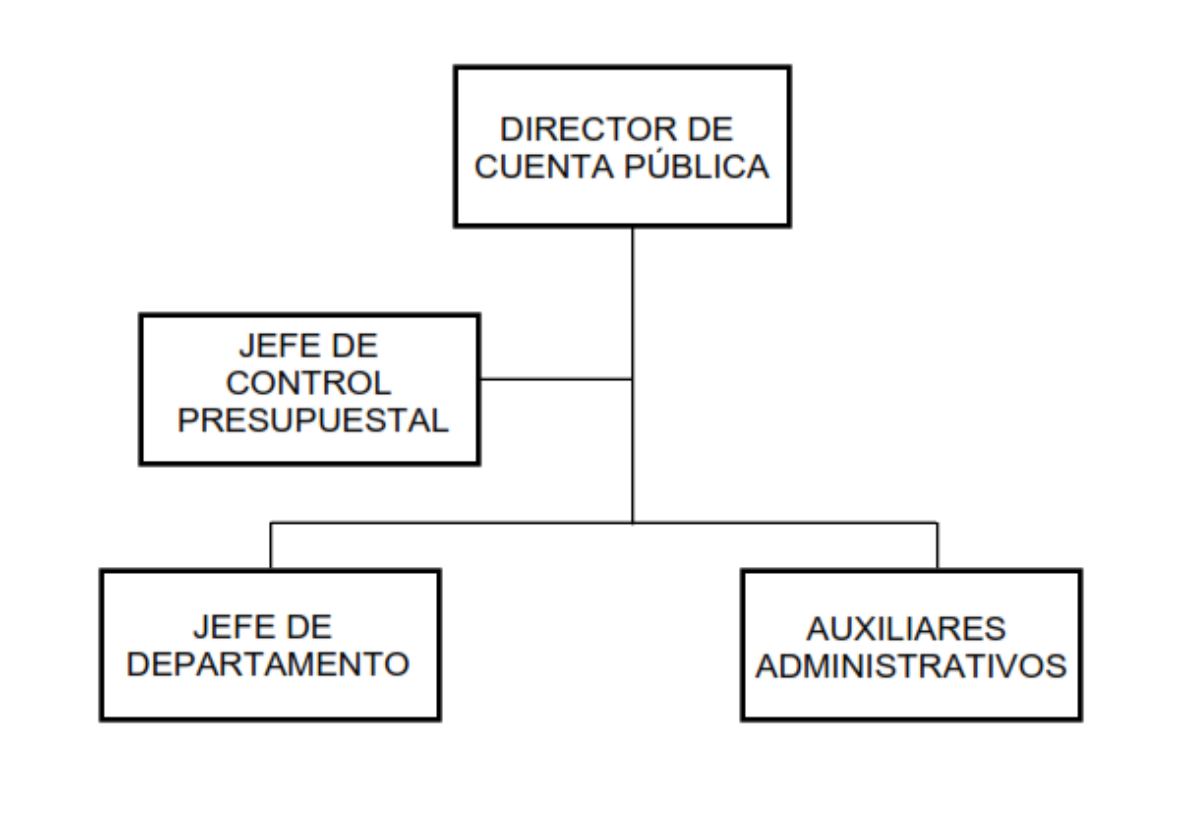 DIRECTOR DE
CUENTA PÚBLICA
JEFE DE
CONTROL
PRESUPUESTAL
JEFE DE
DEPARTAMENTO
AUXILIARES
ADMINISTRATIVOS